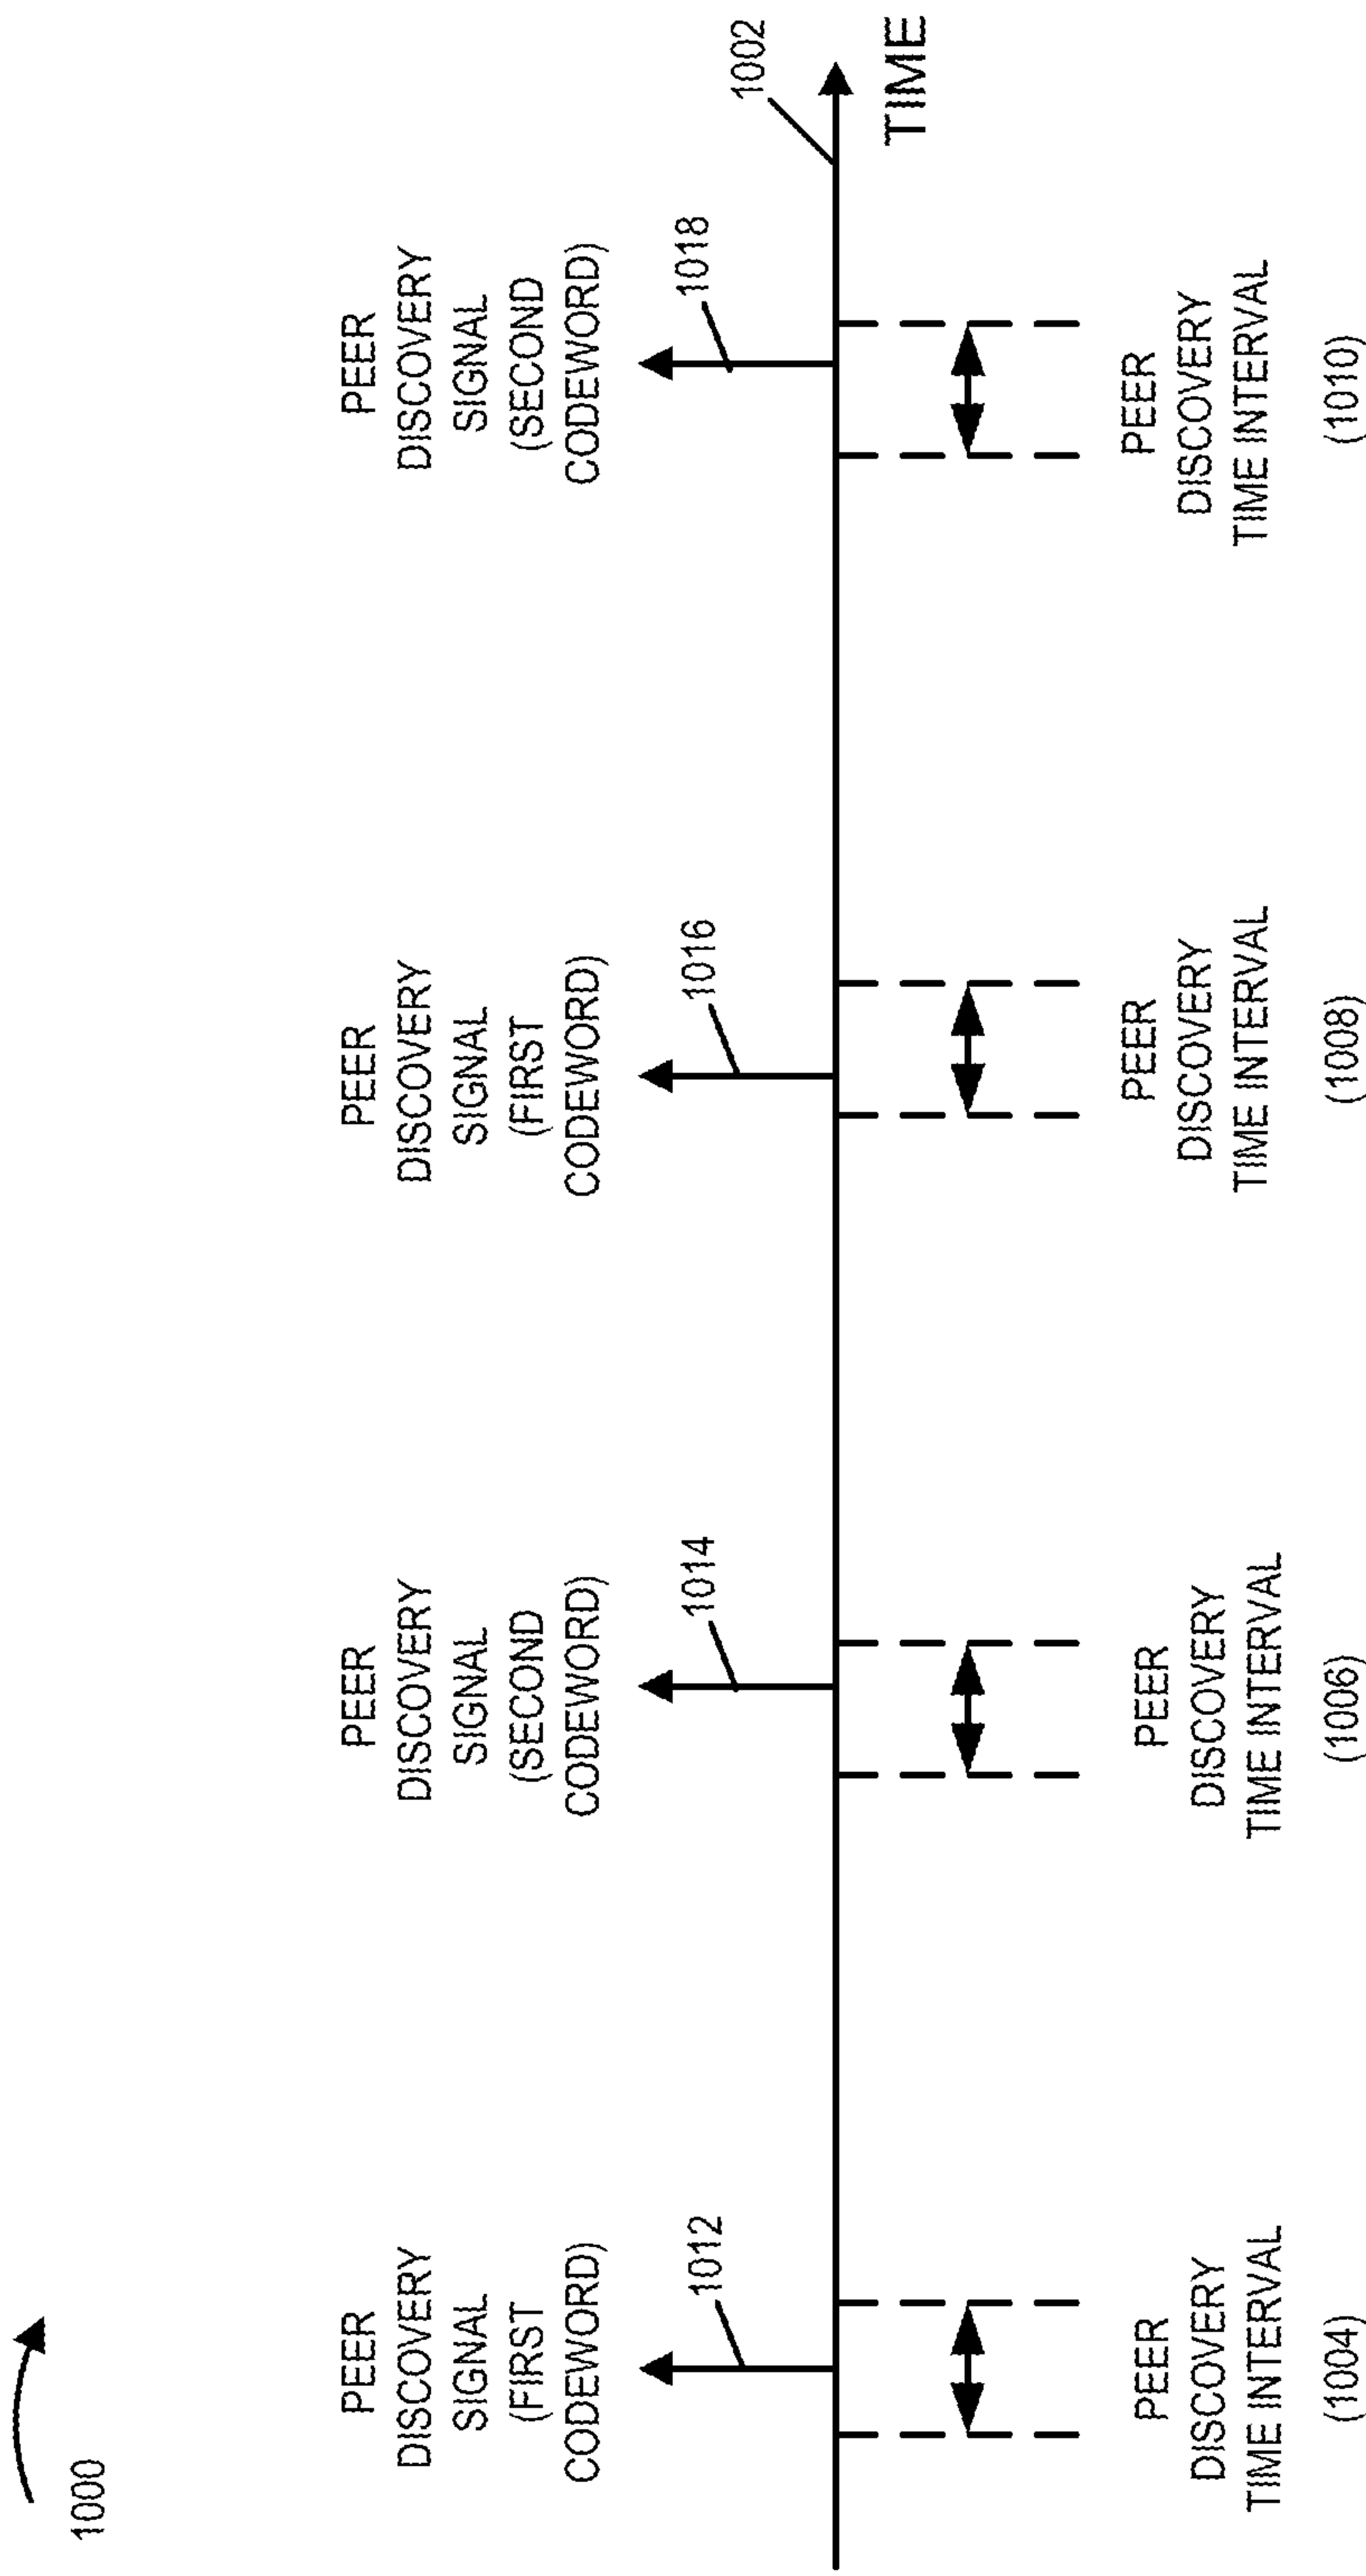 1000
PEER
DISCOVERY
SIGNAL
(FIRST
CODEWORD)
PEER
DISCOVERY
SIGNAL
(SECOND
CODEWORD)
PEER
DISCOVERY
SIGNAL
(FIRST
CODEWORD)
PEER
DISCOVERY
SIGNAL
(SECOND
CODEWORD)
1012
1014
1016
1018
1002
TIME
PEER
DISCOVERY
TIME INTERVAL
(1004)
PEER
DISCOVERY
TIME INTERVAL
(1006)
PEER
DISCOVERY
TIME INTERVAL
(1008)
PEER
DISCOVERY
TIME INTERVAL
(1010)